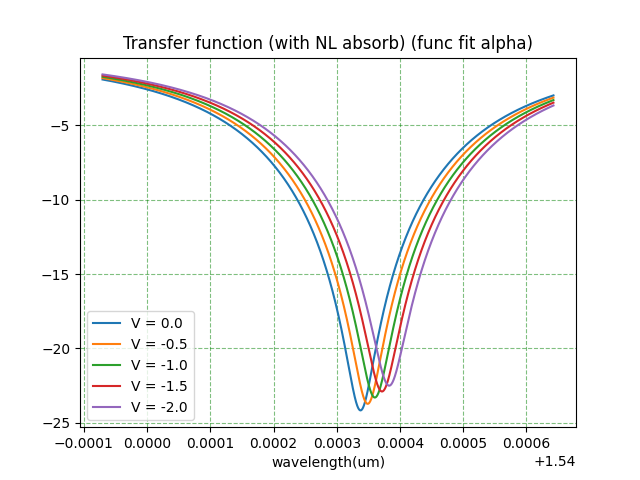 Transfer function (with NL absorb) (func fit alpha)
−5
−10
−15
−20
−25
V = 0.0
V = -0.5
V = -1.0
V = -1.5
V = -2.0
−0.0001 0.0000 0.0001 0.0002 0.0003 0.0004 0.0005 0.0006
wavelength(um)
+1.54